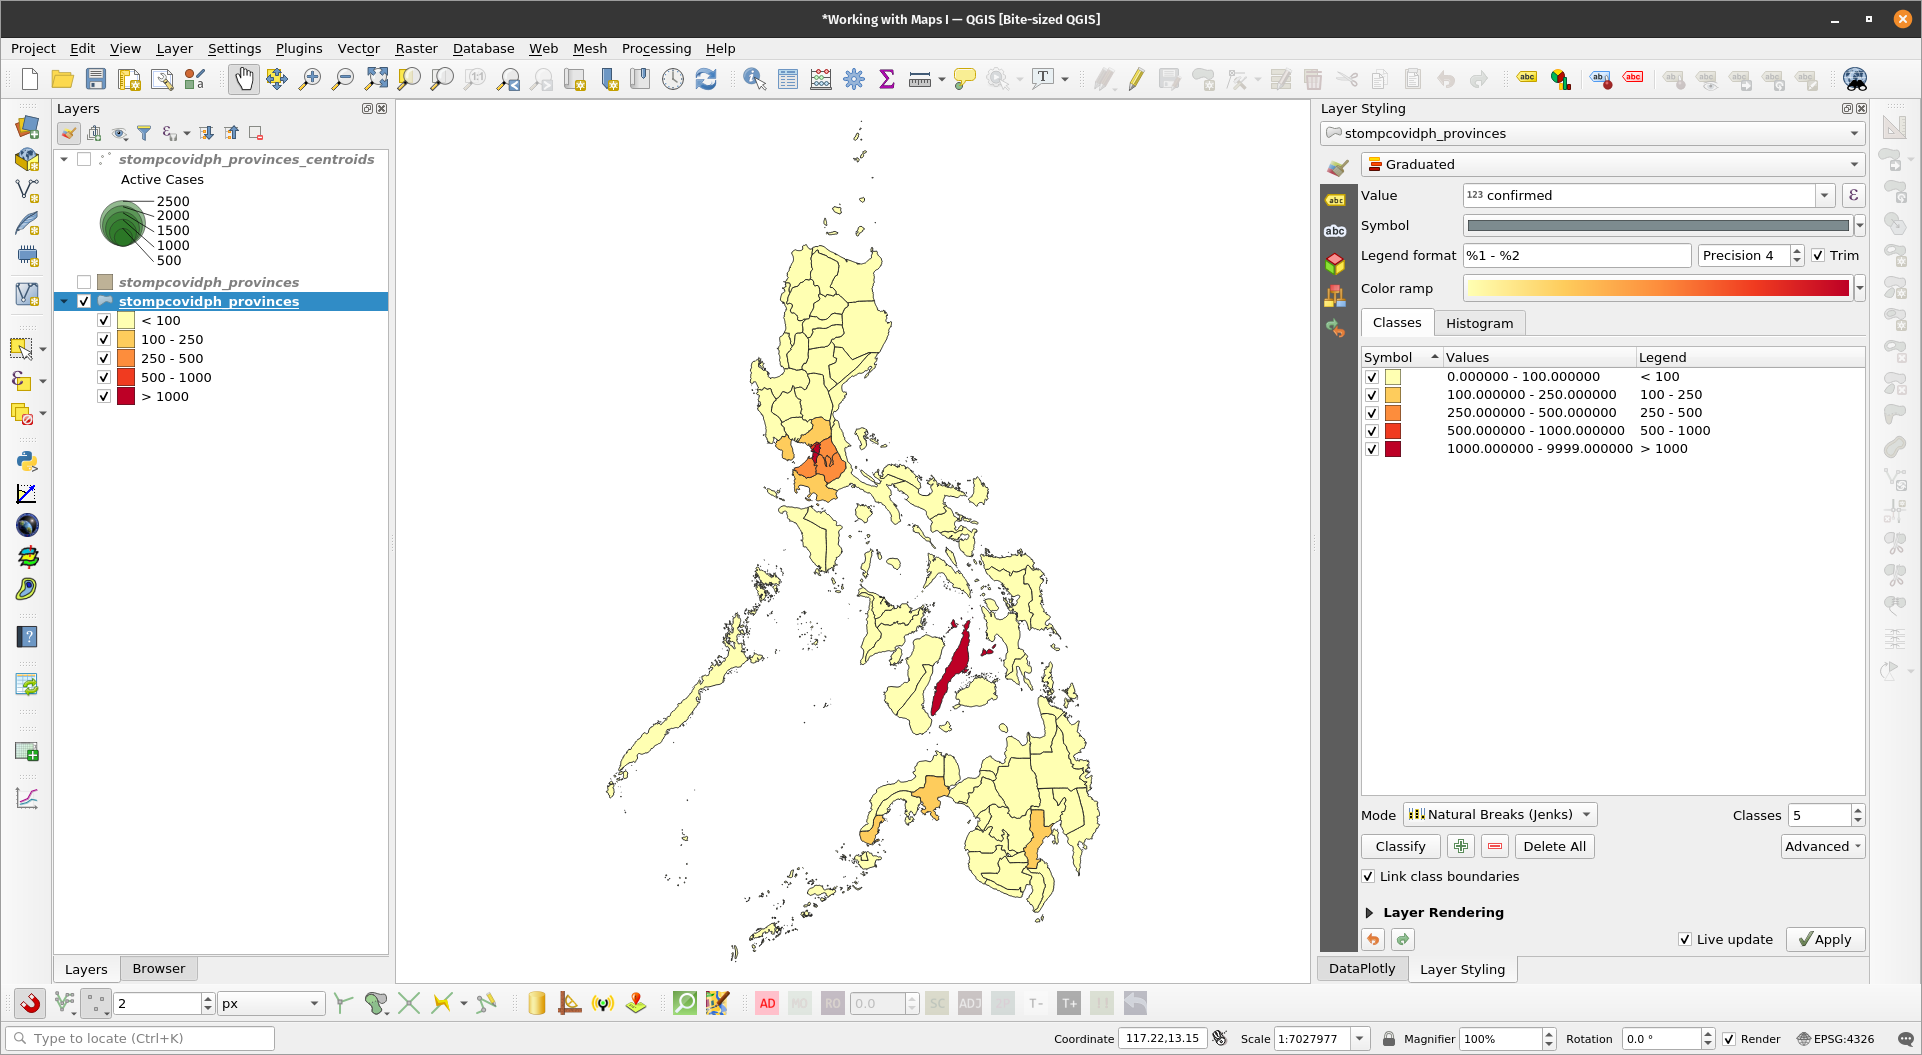 *Working with Maps I — QGIS [Bite-sized QGIS]
Project Edit View Layer Settings Plugins Vector Raster Database Web Mesh Processing Help
Layers
stompcovidph_provinces_centroids
Active Cases
2500
2000
1500
1000
500
stompcovidph_provinces
stompcovidph_provinces
< 100
100 - 250
250 - 500
500 - 1000
> 1000
Layers Browser
Layer Styling
stompcovidph_provinces
Graduated
Value 123 confirmed ε
Symbol
Legend format %1 - %2 Precision 4 Trim
Color ramp
Classes Histogram
Symbol Values Legend
0.000000 - 100.000000 < 100
100.000000 - 250.000000 100 - 250
250.000000 - 500.000000 250 - 500
500.000000 - 1000.000000 500 - 1000
1000.000000 - 9999.000000 > 1000
Mode Natural Breaks (Jenks) Classes 5
Classify Delete All Advanced
Link class boundaries
Layer Rendering
Live update Apply
DataPlotly Layer Styling
2 px AD MO RO 0.0 SC ADJ T- T+
Type to locate (Ctrl+K) Coordinate 117.22,13.15 Scale 1:7027977 Magnifier 100% Rotation 0.0 ° Render EPSG:4326